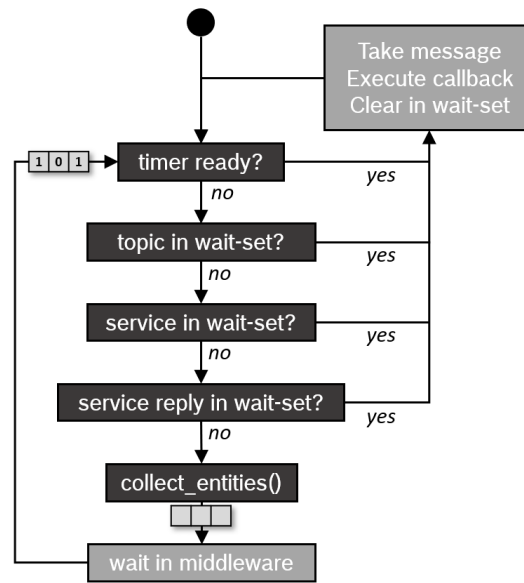 Take message
Execute callback
Clear in wait-set
1 0 1
timer ready?
yes
no
topic in wait-set?
yes
no
service in wait-set?
yes
no
service reply in wait-set?
yes
no
collect_entities()
wait in middleware